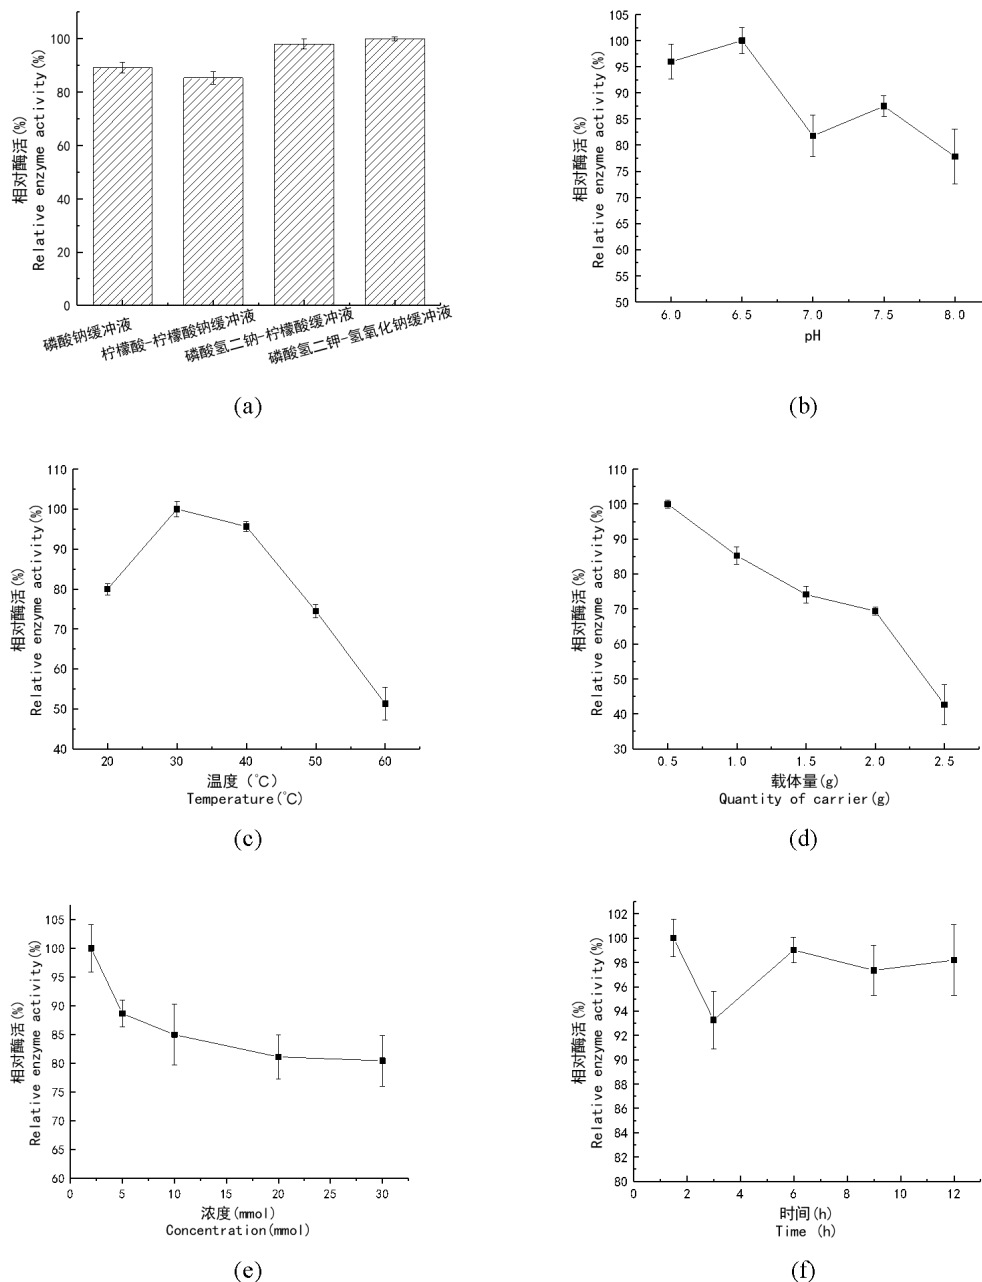 相对酶活(%)
Relative enzyme activity(%)
100
80
60
40
20
0
磷酸钠缓冲液
柠檬酸-柠檬酸钠缓冲液
磷酸氢二钠-柠檬酸缓冲液
磷酸氢二钾-氢氧化钠缓冲液
(a)
相对酶活(%)
Relative enzyme activity(%)
105
100
95
90
85
80
75
70
65
60
55
50
6.0 6.5 7.0 7.5 8.0
pH
(b)
相对酶活(%)
Relative enzyme activity(%)
110
100
90
80
70
60
50
40
20 30 40 50 60
温度 (℃)
Temperature(℃)
(c)
相对酶活(%)
Relative enzyme activity(%)
110
100
90
80
70
60
50
40
30
0.5 1.0 1.5 2.0 2.5
载体量(g)
Quantity of carrier(g)
(d)
相对酶活(%)
Relative enzyme activity(%)
105
100
95
90
85
80
75
70
65
60
0 5 10 15 20 25 30
浓度(mmol)
Concentration(mmol)
(e)
相对酶活(%)
Relative enzyme activity(%)
102
100
98
96
94
92
90
88
86
84
82
80
0 2 4 6 8 10 12
时间(h)
Time (h)
(f)